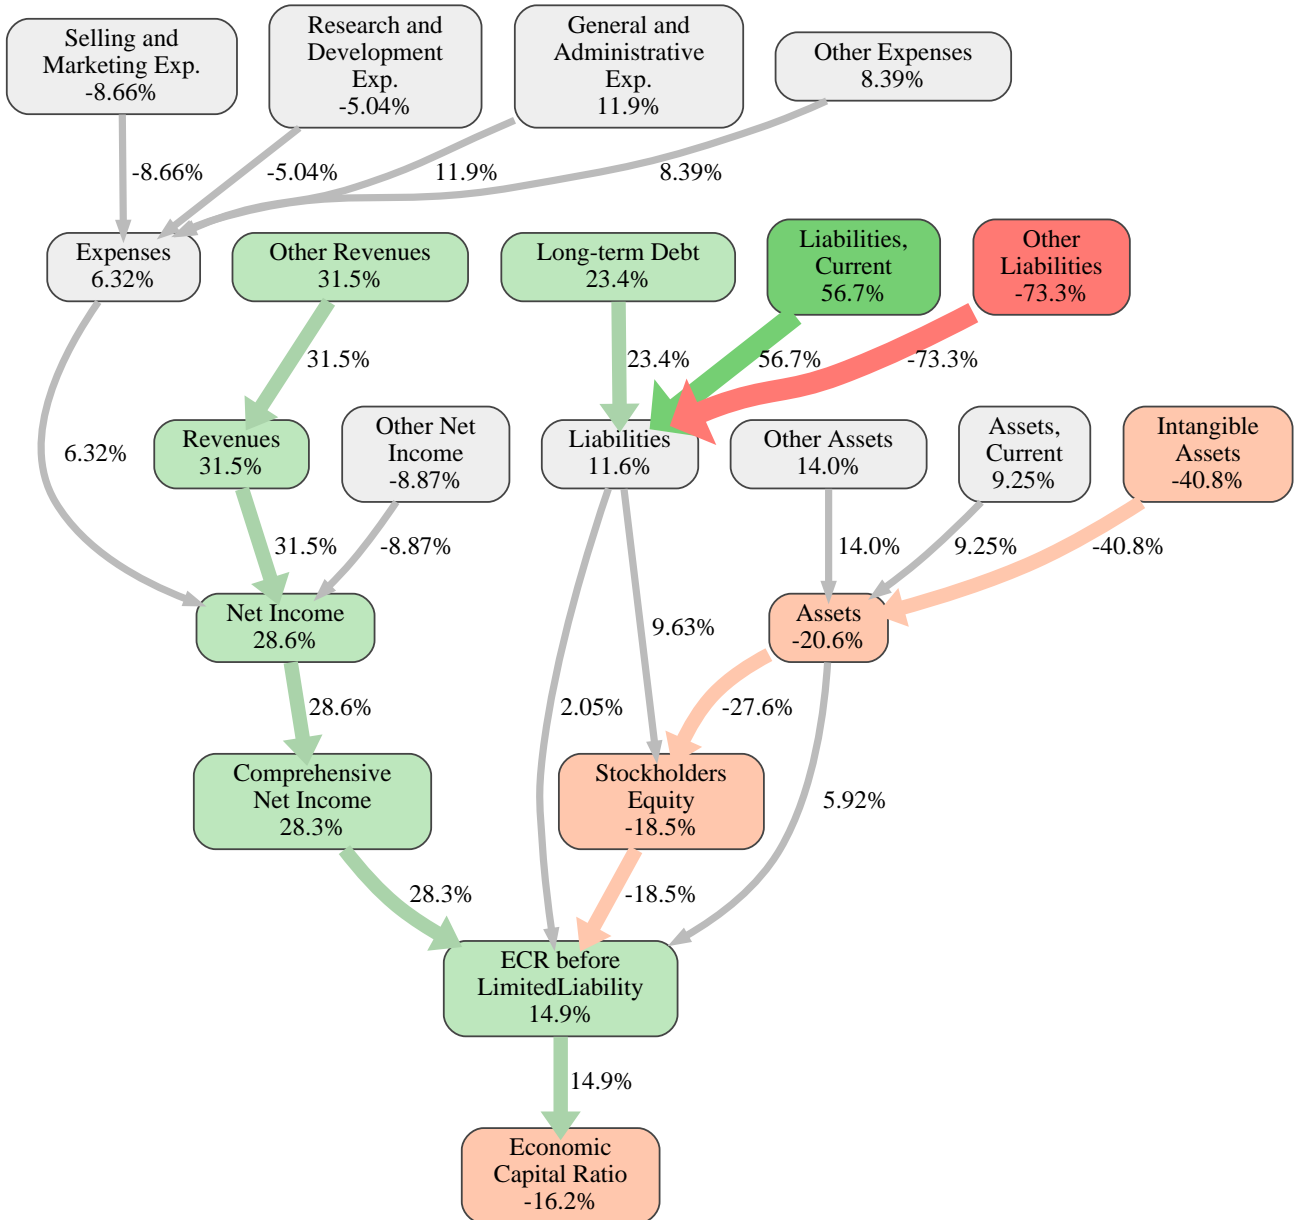 Selling and
Marketing Exp.
-8.66%
Research and
Development
Exp.
-5.04%
General and
Administrative
Exp.
11.9%
Other Expenses
8.39%
-8.66%
-5.04%
11.9%
8.39%
Expenses
6.32%
Other Revenues
31.5%
Long-term Debt
23.4%
Liabilities,
Current
56.7%
Other
Liabilities
-73.3%
31.5%
23.4%
56.7%
-73.3%
6.32%
Revenues
31.5%
Other Net
Income
-8.87%
Liabilities
11.6%
Other Assets
14.0%
Assets,
Current
9.25%
Intangible
Assets
-40.8%
31.5%
-8.87%
14.0%
9.25%
-40.8%
Net Income
28.6%
9.63%
Assets
-20.6%
28.6%
2.05%
-27.6%
Comprehensive
Net Income
28.3%
Stockholders
Equity
-18.5%
5.92%
28.3%
-18.5%
ECR before
LimitedLiability
14.9%
14.9%
Economic
Capital Ratio
-16.2%